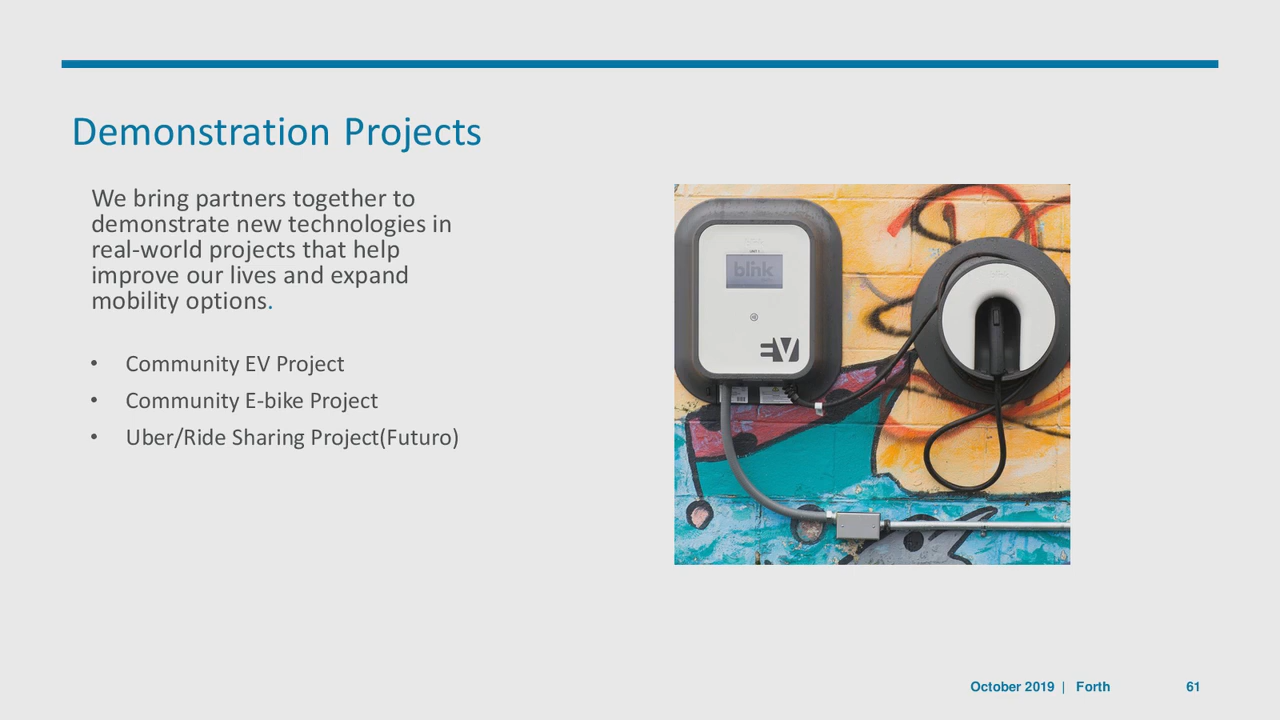 Demonstration Projects
We bring partners together to
demonstrate new technologies in
real-world projects that help
improve our lives and expand
mobility options.
• Community EV Project
• Community E-bike Project
• Uber/Ride Sharing Project(Futuro)
blink
EV
October 2019 | Forth 61